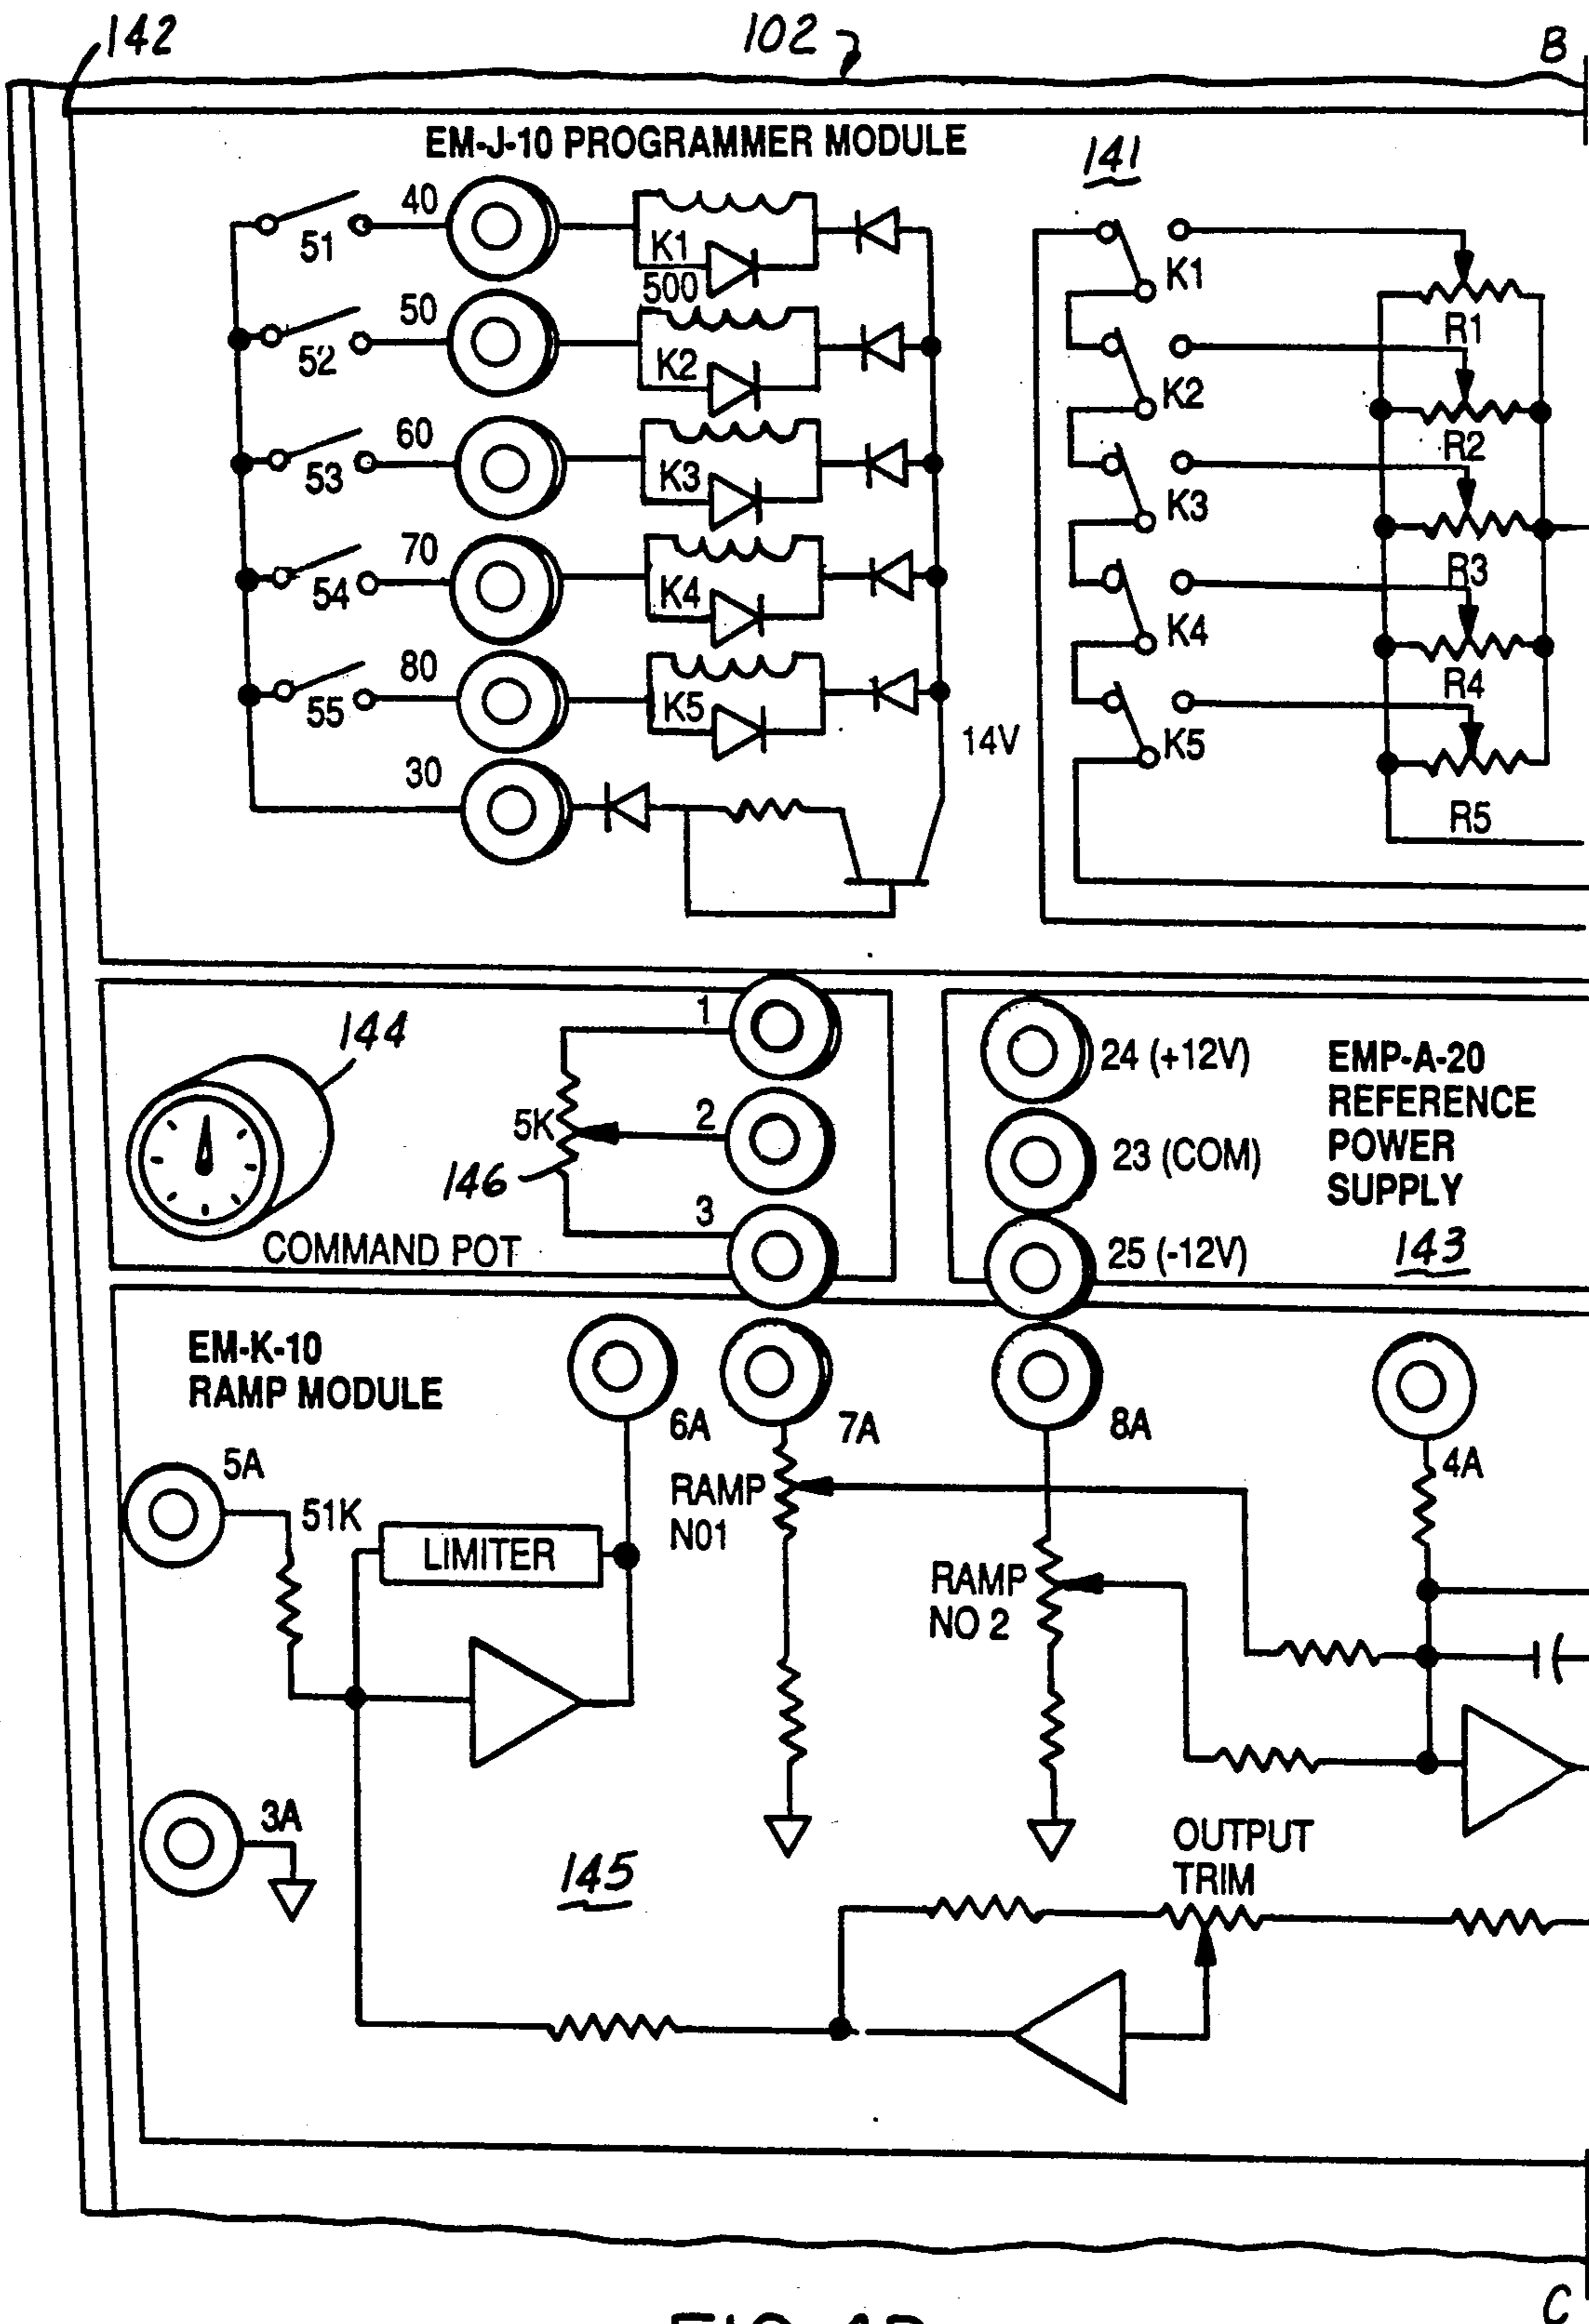 142
102
B
EM-J-10 PROGRAMMER MODULE
141
40
51
K1
500
K1
50
52
K2
R1
K2
60
53
K3
R2
K3
70
54
K4
R3
K4
80
55
K5
R4
K5
14V
30
R5
144
1
24 (+12V)
EMP-A-20
REFERENCE
POWER
SUPPLY
5K
2
23 (COM)
146
3
25 (-12V)
143
COMMAND POT
EM-K-10
RAMP MODULE
6A
7A
8A
4A
5A
51K
RAMP
N01
LIMITER
RAMP
NO 2
3A
145
OUTPUT
TRIM
C